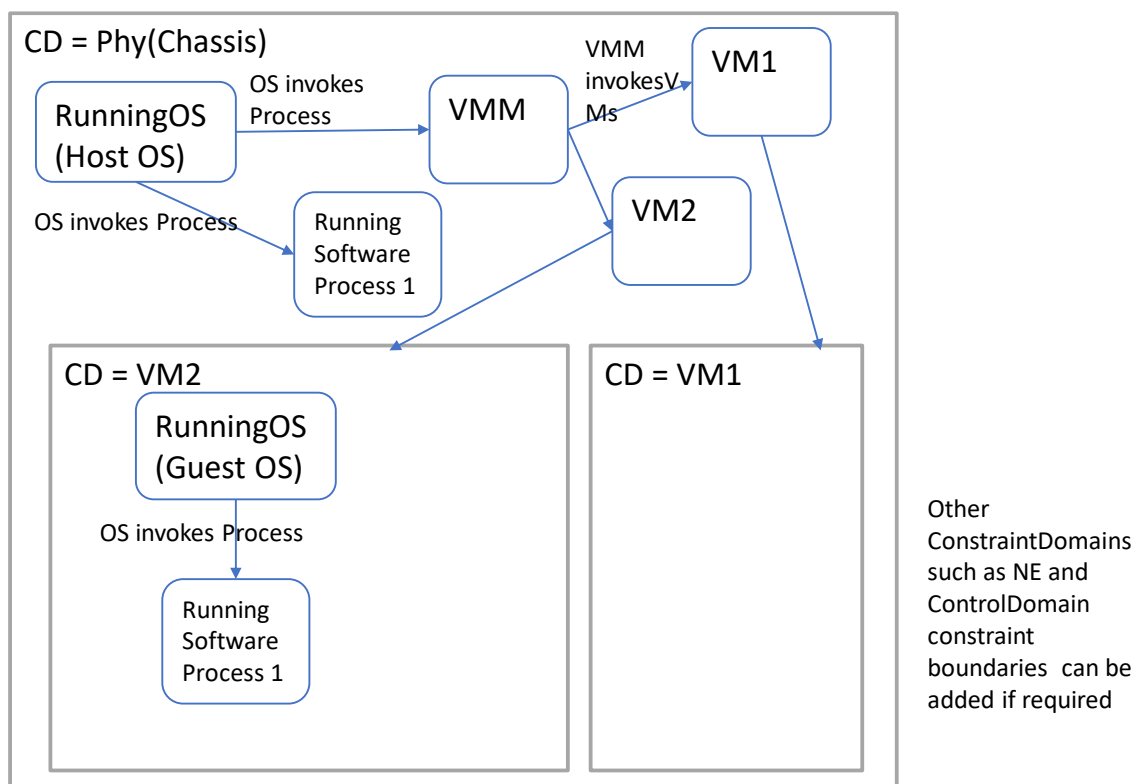 CD = Phy(Chassis)
OS invokes
Process
VMM
invokesV
Ms
VM1
RunningOS
(Host OS)
VMM
OS invokes Process
Running
Software
Process 1
VM2
CD = VM2
RunningOS
(Guest OS)
OS invokes Process
Running
Software
Process 1
CD = VM1
Other
ConstraintDomains
such as NE and
ControlDomain
constraint
boundaries  can be
added if required